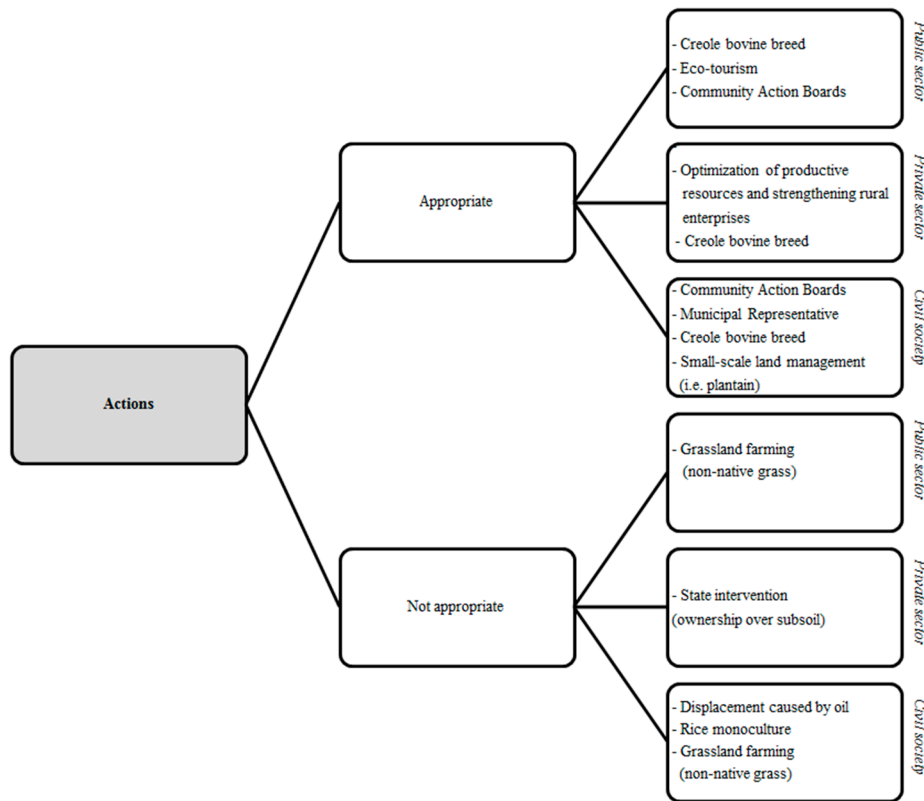 - Creole bovine breed
- Eco-tourism
- Community Action Boards
Public sector
Appropriate
- Optimization of productive
resources and strengthening rural
enterprises
- Creole bovine breed
Private sector
- Community Action Boards
- Municipal Representative
- Creole bovine breed
- Small-scale land management
(i.e. plantain)
Civil society
Actions
- Grassland farming
(non-native grass)
Public sector
Not appropriate
- State intervention
(ownership over subsoil)
Private sector
- Displacement caused by oil
- Rice monoculture
- Grassland farming
(non-native grass)
Civil society